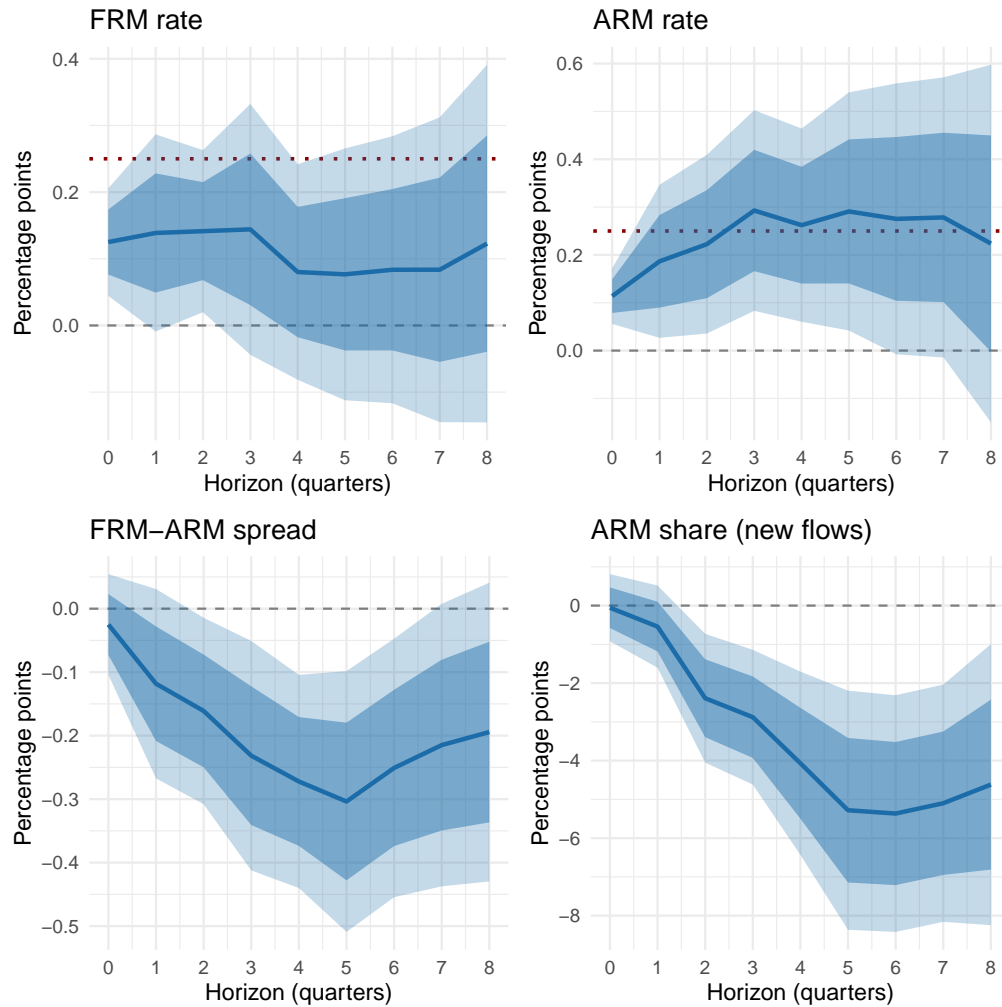 FRM rate
Percentage points
0.4
0.2
0.0
0 1 2 3 4 5 6 7 8
Horizon (quarters)
ARM rate
Percentage points
0.6
0.4
0.2
0.0
0 1 2 3 4 5 6 7 8
Horizon (quarters)
FRM−ARM spread
Percentage points
0.0
−0.1
−0.2
−0.3
−0.4
−0.5
0 1 2 3 4 5 6 7 8
Horizon (quarters)
ARM share (new flows)
Percentage points
0
−2
−4
−6
−8
0 1 2 3 4 5 6 7 8
Horizon (quarters)